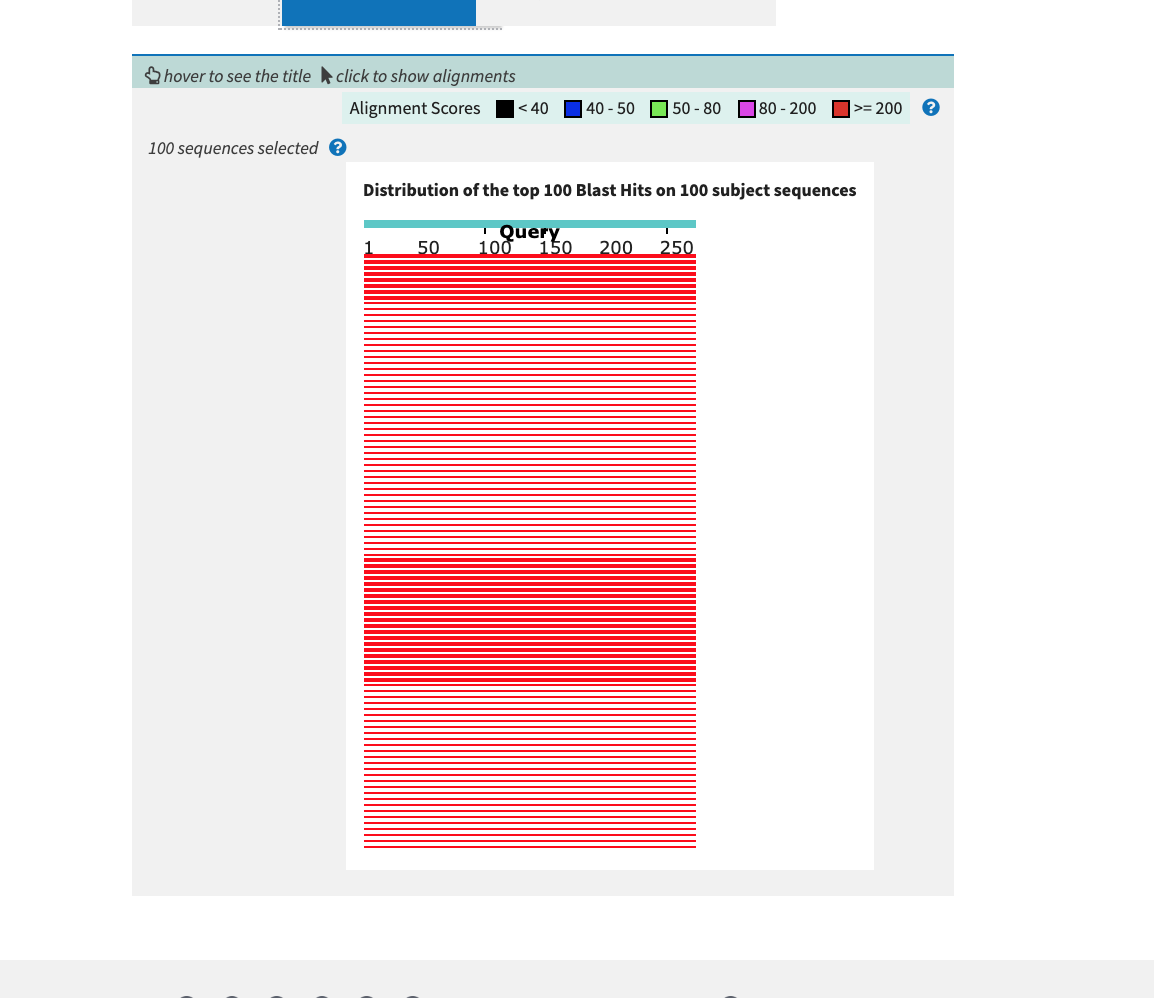 hover to see the title click to show alignments
Alignment Scores < 40 40 - 50 50 - 80 80 - 200 >= 200 ?
100 sequences selected ?
Distribution of the top 100 Blast Hits on 100 subject sequences
Query
1 50 100 150 200 250